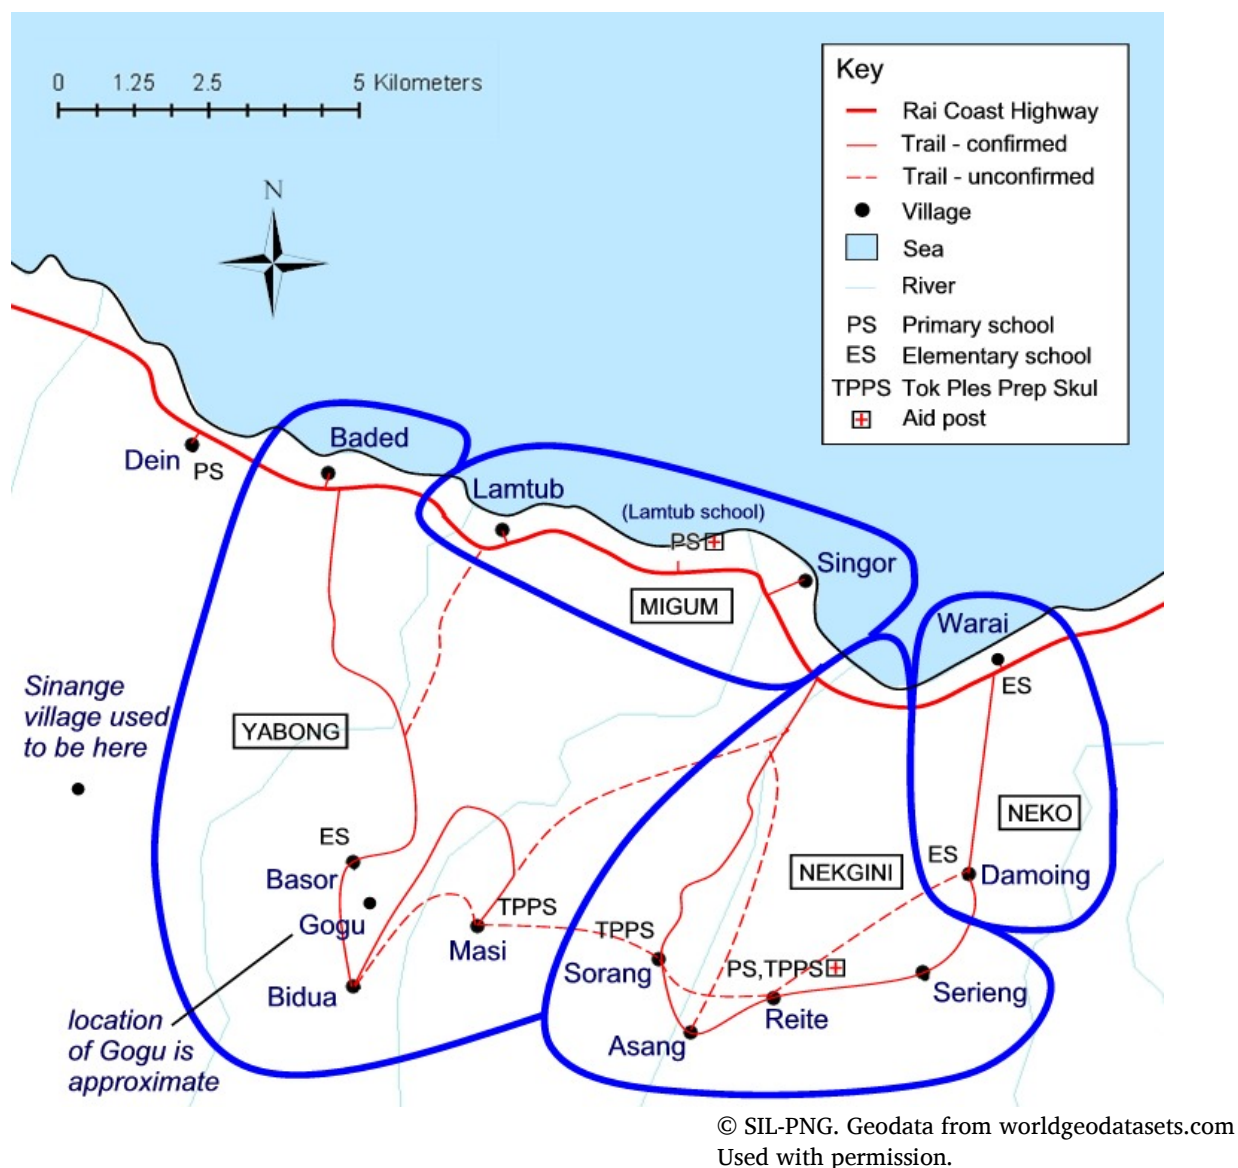 0 1.25 2.5 5 Kilometers
N
Key
Rai Coast Highway
Trail - confirmed
Trail - unconfirmed
Village
Sea
River
PS Primary school
ES Elementary school
TPPS Tok Ples Prep Skul
Aid post
Baded
Dein
PS
Lamtub
(Lamtub school)
PS
Singor
MIGUM
Warai
ES
Sinange
village used
to be here
YABONG
NEKO
ES
Basor
Gogu
NEKGINI
ES
Damoing
TPPS
Masi
TPPS
Sorang
PS,TPPS
Bidua
Reite
Serieng
Asang
location
of Gogu is
approximate
© SIL-PNG. Geodata from worldgeodatasets.com
Used with permission.